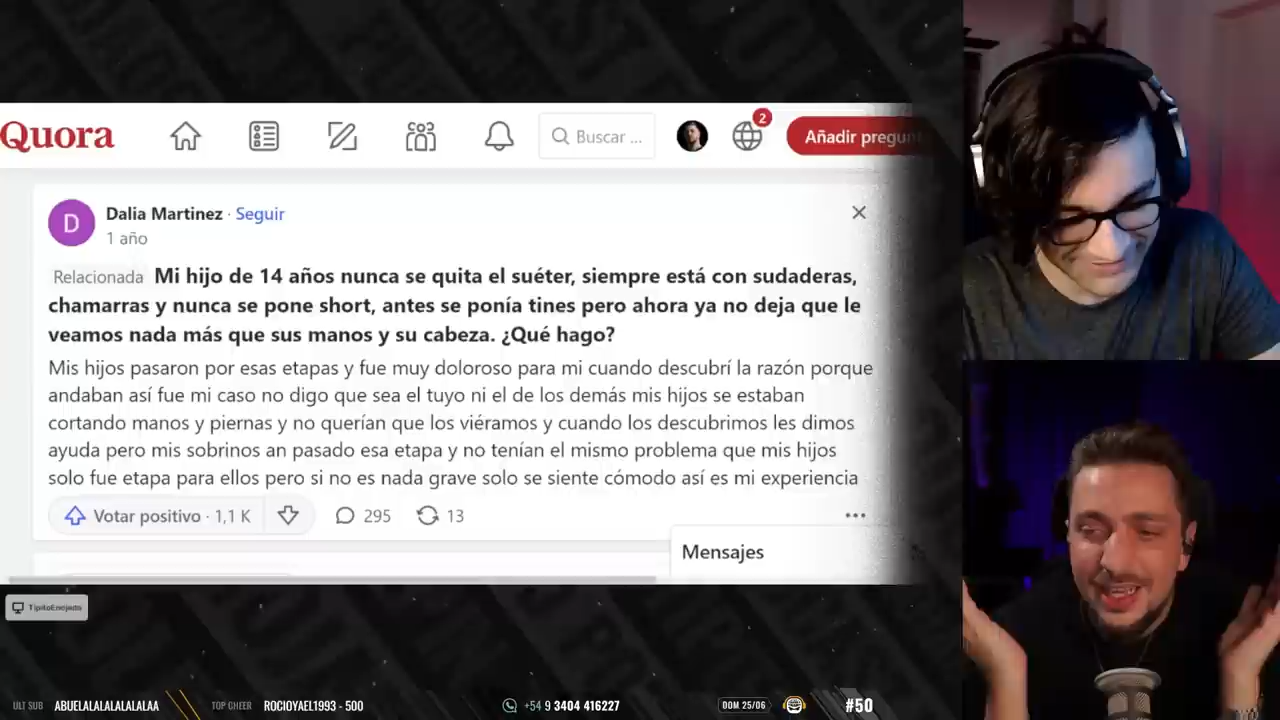 Quora
Buscar ...
2
Añadir pregun
D
Dalia Martinez · Seguir
1 año
Relacionada Mi hijo de 14 años nunca se quita el suéter, siempre está con sudaderas,
chamarras y nunca se pone short, antes se ponía tines pero ahora ya no deja que le
veamos nada más que sus manos y su cabeza. ¿Qué hago?
Mis hijos pasaron por esas etapas y fue muy doloroso para mi cuando descubrí la razón porque
andaban así fue mi caso no digo que sea el tuyo ni el de los demás mis hijos se estaban
cortando manos y piernas y no querían que los viéramos y cuando los descubrimos les dimos
ayuda pero mis sobrinos an pasado esa etapa y no tenían el mismo problema que mis hijos
solo fue etapa para ellos pero si no es nada grave solo se siente cómodo así es mi experiencia
Votar positivo · 1,1 K 295 13
Mensajes
TipitoEnojado
ULT SUB ABUELALALALALALAA TOP CHEER ROCIOYAEL1993 - 500 +54 9 3404 416227 DOM 25/06 #50